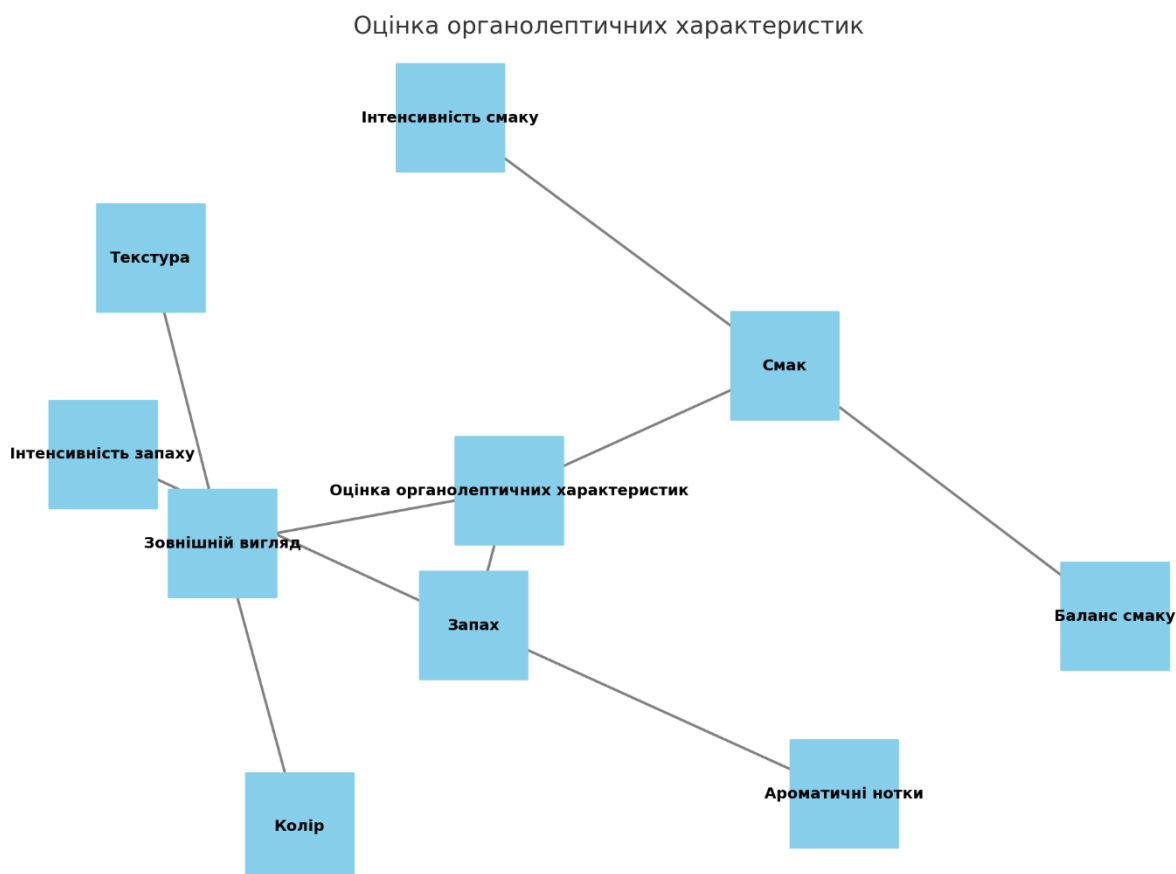 Оцінка органолептичних характеристик
Інтенсивність смаку
Текстура
Смак
Інтенсивність запаху
Оцінка органолептичних характеристик
Зовнішній вигляд
Запах
Баланс смаку
Ароматичні нотки
Колір